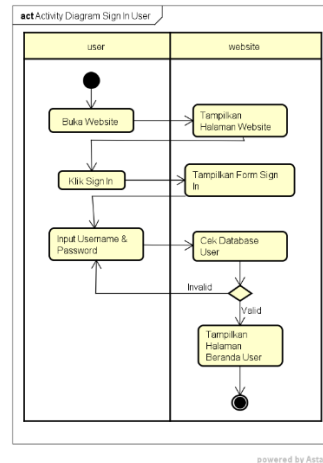 act Activity Diagram Sign In User
user
website
Buka Website
Tampilkan
Halaman Website
Klik Sign In
Tampilkan Form Sign
In
Input Username &
Password
Cek Database
User
Invalid
Valid
Tampilkan
Halaman
Beranda User
powered by Asta